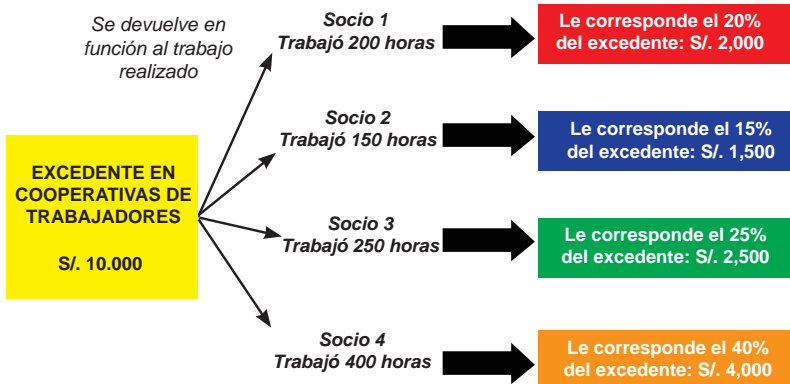 Se devuelve en
función al trabajo
realizado
EXCEDENTE EN
COOPERATIVAS DE
TRABAJADORES
S/. 10.000
Socio 1
Trabajó 200 horas
Le corresponde el 20%
del excedente: S/. 2,000
Socio 2
Trabajó 150 horas
Le corresponde el 15%
del excedente: S/. 1,500
Socio 3
Trabajó 250 horas
Le corresponde el 25%
del excedente: S/. 2,500
Socio 4
Trabajó 400 horas
Le corresponde el 40%
del excedente: S/. 4,000